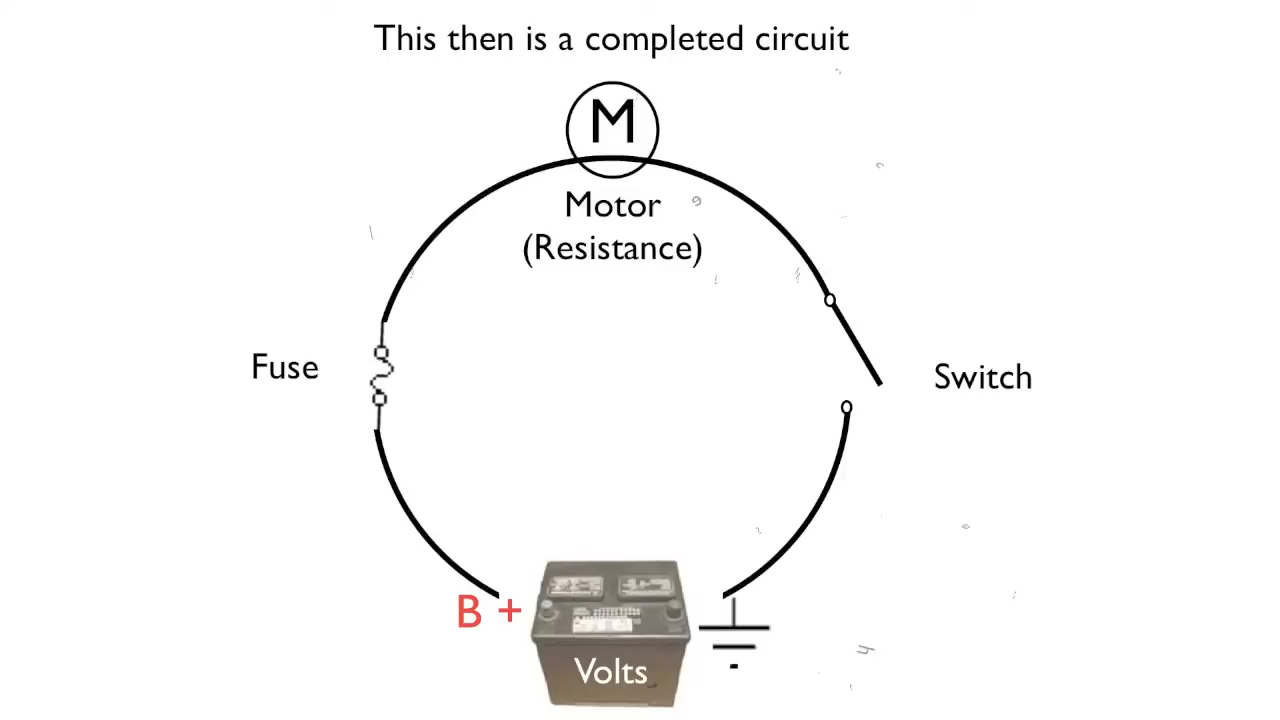 This then is a completed circuit
M
Motor
(Resistance)
Fuse
Switch
B +
Volts